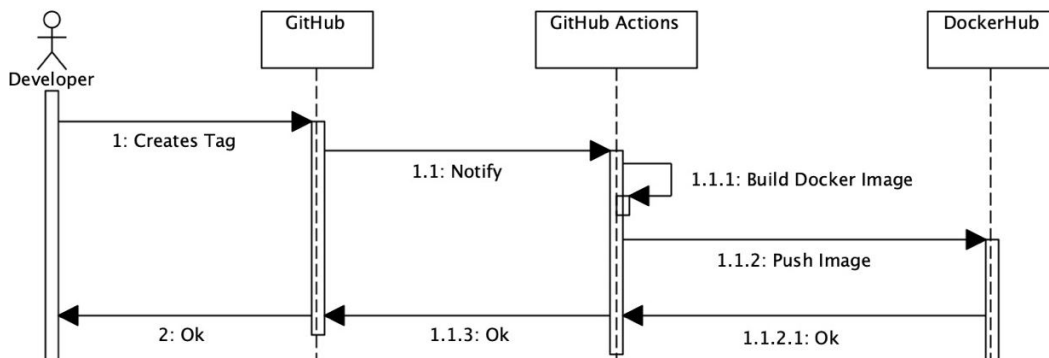 GitHub
GitHub Actions
DockerHub
Developer
1: Creates Tag
1.1: Notify
1.1.1: Build Docker Image
1.1.2: Push Image
2: Ok
1.1.3: Ok
1.1.2.1: Ok